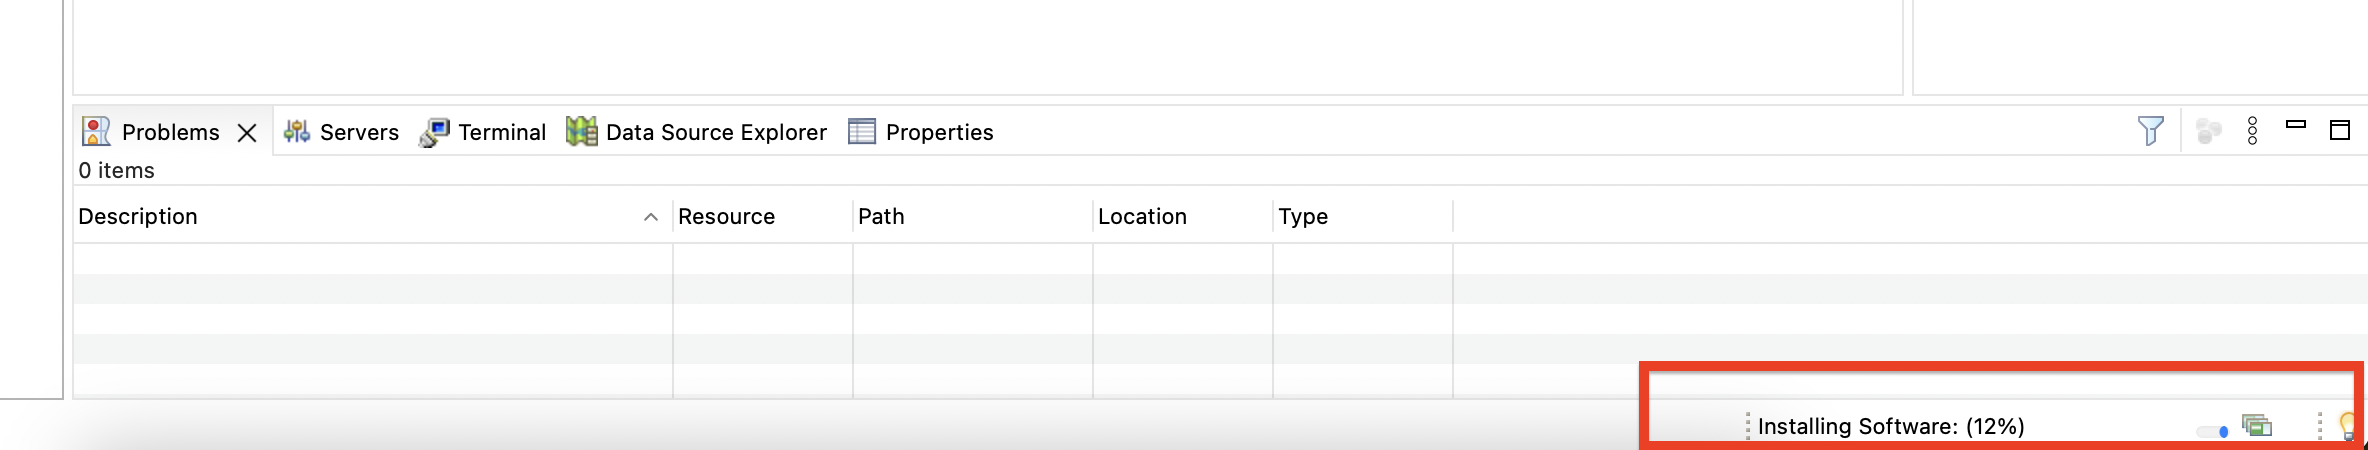 Problems Servers Terminal Data Source Explorer Properties
0 items
Description Resource Path Location Type
Installing Software: (12%)